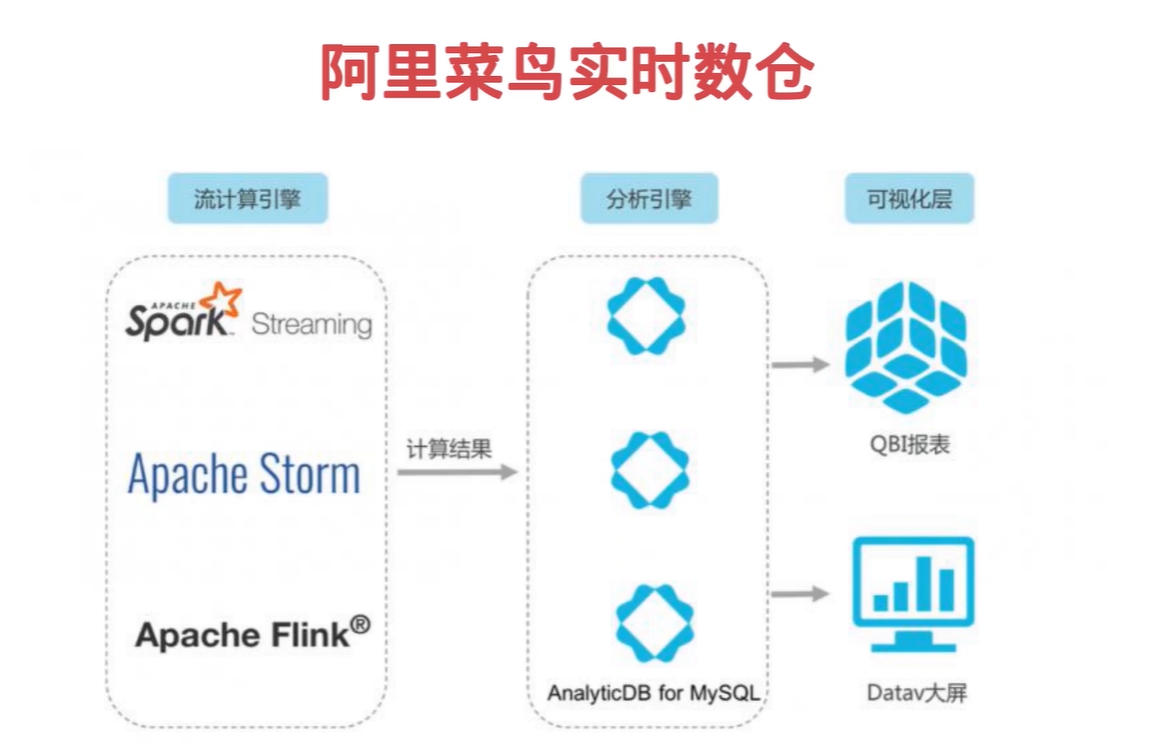 阿里菜鸟实时数仓
流计算引擎
分析引擎
可视化层
APACHE
Spark™ Streaming
Apache Storm
Apache Flink®
计算结果
AnalyticDB for MySQL
QBI报表
Datav大屏